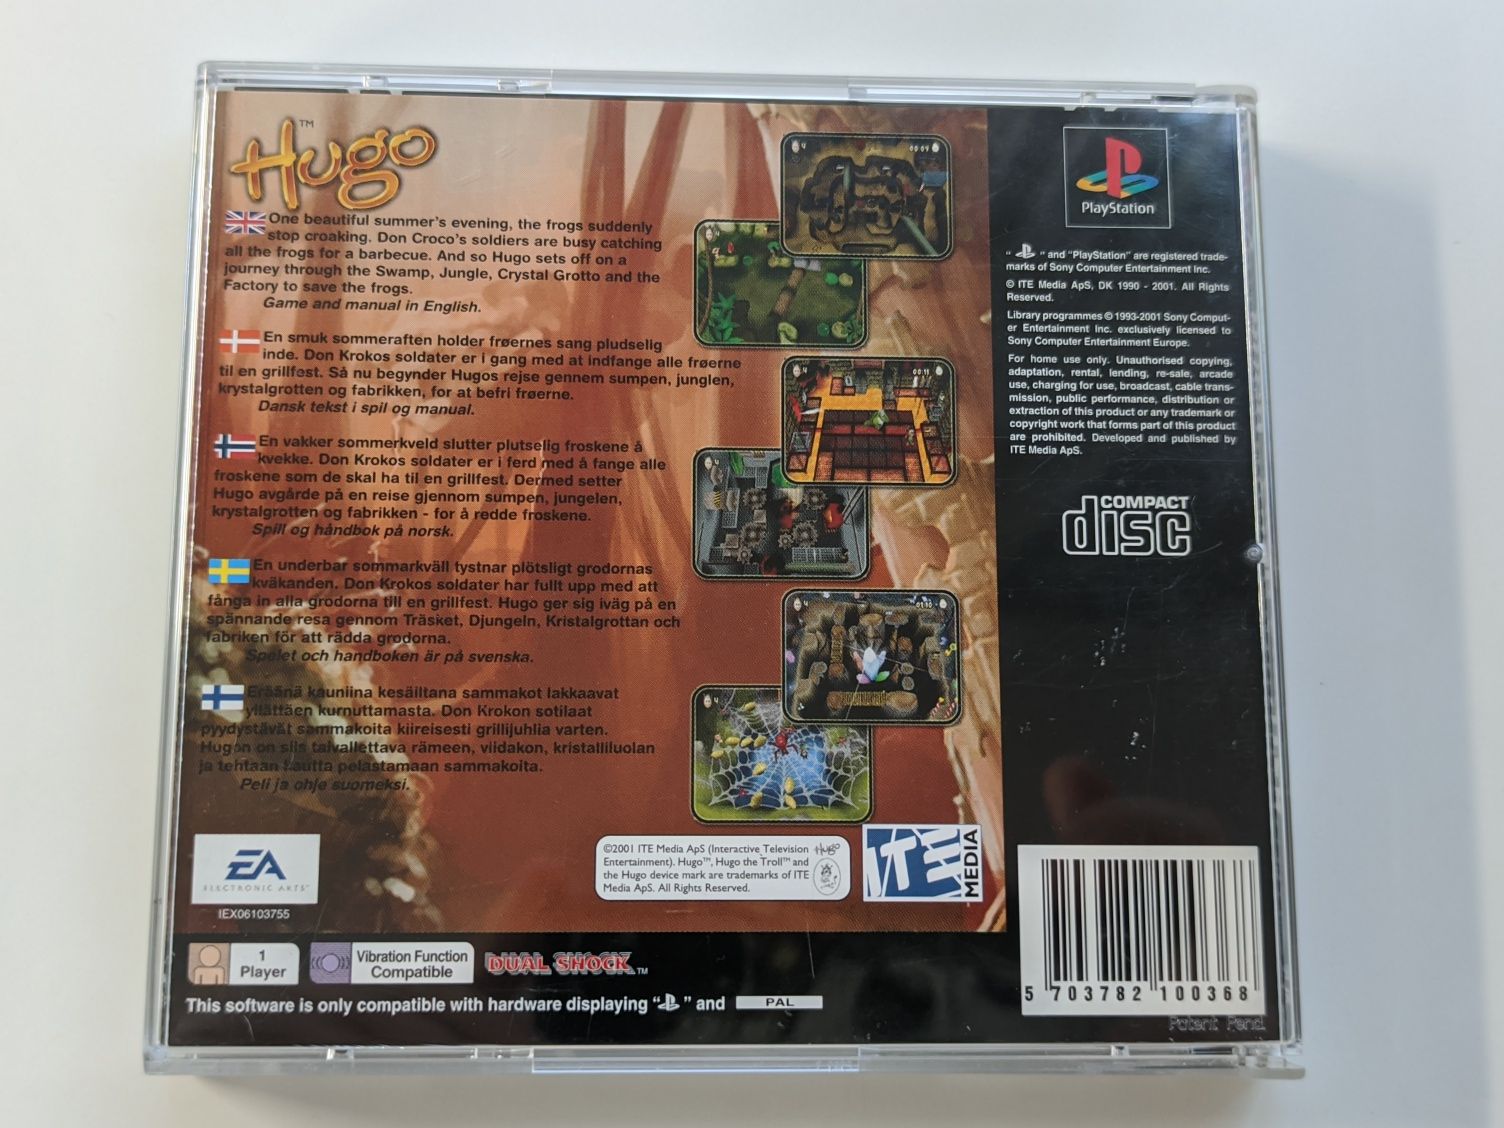 Hugo™
One beautiful summer's evening, the frogs suddenly
stop croaking. Don Croco's soldiers are busy catching
all the frogs for a barbecue. And so Hugo sets off on a
journey through the Swamp, Jungle, Crystal Grotto and the
Factory to save the frogs.
Game and manual in English.
En smuk sommeraften holder frøernes sang pludselig
inde. Don Krokos soldater er i gang med at indfange alle frøerne
til en grillfest. Så nu begynder Hugos rejse gennem sumpen, junglen,
krystalgrotten og fabrikken, for at befri frøerne.
Dansk tekst i spil og manual.
En vakker sommerkveld slutter plutselig froskene å
kvekke. Don Krokos soldater er i ferd med å fange alle
froskene som de skal ha til en grillfest. Dermed setter
Hugo avgårde på en reise gjennom sumpen, jungelen,
krystalgrotten og fabrikken - for å redde froskene.
Spill og håndbok på norsk.
En underbar sommarkväll tystnar plötsligt grodornas
kväkanden. Don Krokos soldater har fullt upp med att
fånga in alla grodorna till en grillfest. Hugo ger sig iväg på en
spännande resa gennom Träsket, Djungeln, Kristalgrottan och
fabriken för att rädda grodorna.
Spelet och handboken är på svenska.
Eräänä kauniina kesäiltana sammakot lakkaavat
yllättäen kurnuttamasta. Don Krokon sotilaat
pyydystävät sammakoita kiireisesti grillijuhlia varten.
Hugon on siis taivallettava rämeen, viidakon, kristalliluolan
ja tehtaan kautta pelastamaan sammakoita.
Peli ja ohje suomeksi.
4 00:09
4
4 00:11
4
4 01:10
4
EA
ELECTRONIC ARTS™
IEX06103755
©2001 ITE Media ApS (Interactive Television
Entertainment). Hugo™, Hugo the Troll™ and
the Hugo device mark are trademarks of ITE
Media ApS. All Rights Reserved.
Hugo
ITE
MEDIA
1
Player
Vibration Function
Compatible
DUAL SHOCK™
This software is only compatible with hardware displaying " " and PAL
PlayStation
" " and "PlayStation" are registered trade-
marks of Sony Computer Entertainment Inc.
© ITE Media ApS, DK 1990 - 2001. All Rights
Reserved.
Library programmes © 1993-2001 Sony Comput-
er Entertainment Inc. exclusively licensed to
Sony Computer Entertainment Europe.
For home use only. Unauthorised copying,
adaptation, rental, lending, re-sale, arcade
use, charging for use, broadcast, cable trans-
mission, public performance, distribution or
extraction of this product or any trademark or
copyright work that forms part of this product
are prohibited. Developed and published by
ITE Media ApS.
COMPACT
disc
5 703782 100368
Patent Pend